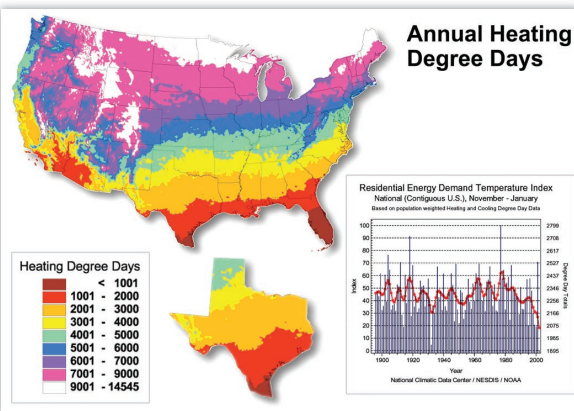 Annual Heating
Degree Days
Heating Degree Days
< 1001
1001 - 2000
2001 - 3000
3001 - 4000
4001 - 5000
5001 - 6000
6001 - 7000
7001 - 9000
9001 - 14545
Residential Energy Demand Temperature Index
National (Contiguous U.S.), November - January
Based on population weighted Heating and Cooling Degree Day Data
100 2799
90 2708
80 2618
70 2527
60 2437
50 2347
40 2256
30 2166
20 2076
10 1985
0 1895
Index
Degree Day Totals
1900 1920 1940 1960 1980 2000
Year
National Climatic Data Center / NESDIS / NOAA